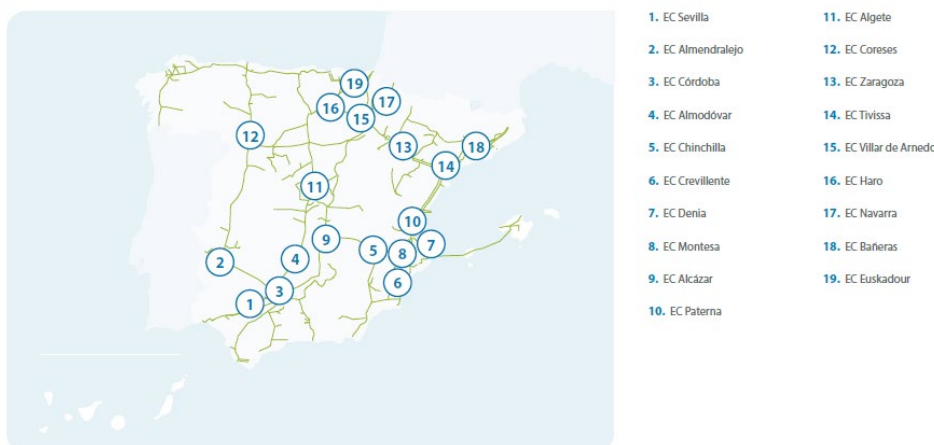 1. EC Sevilla
2. EC Almendralejo
3. EC Córdoba
4. EC Almodóvar
5. EC Chinchilla
6. EC Crevillente
7. EC Denia
8. EC Montesa
9. EC Alcázar
10. EC Paterna
11. EC Algete
12. EC Coreses
13. EC Zaragoza
14. EC Tivissa
15. EC Villar de Arnedo
16. EC Haro
17. EC Navarra
18. EC Bañeras
19. EC Euskadour
19
16
17
15
12
13
18
14
11
10
9
7
5
8
4
2
6
3
1